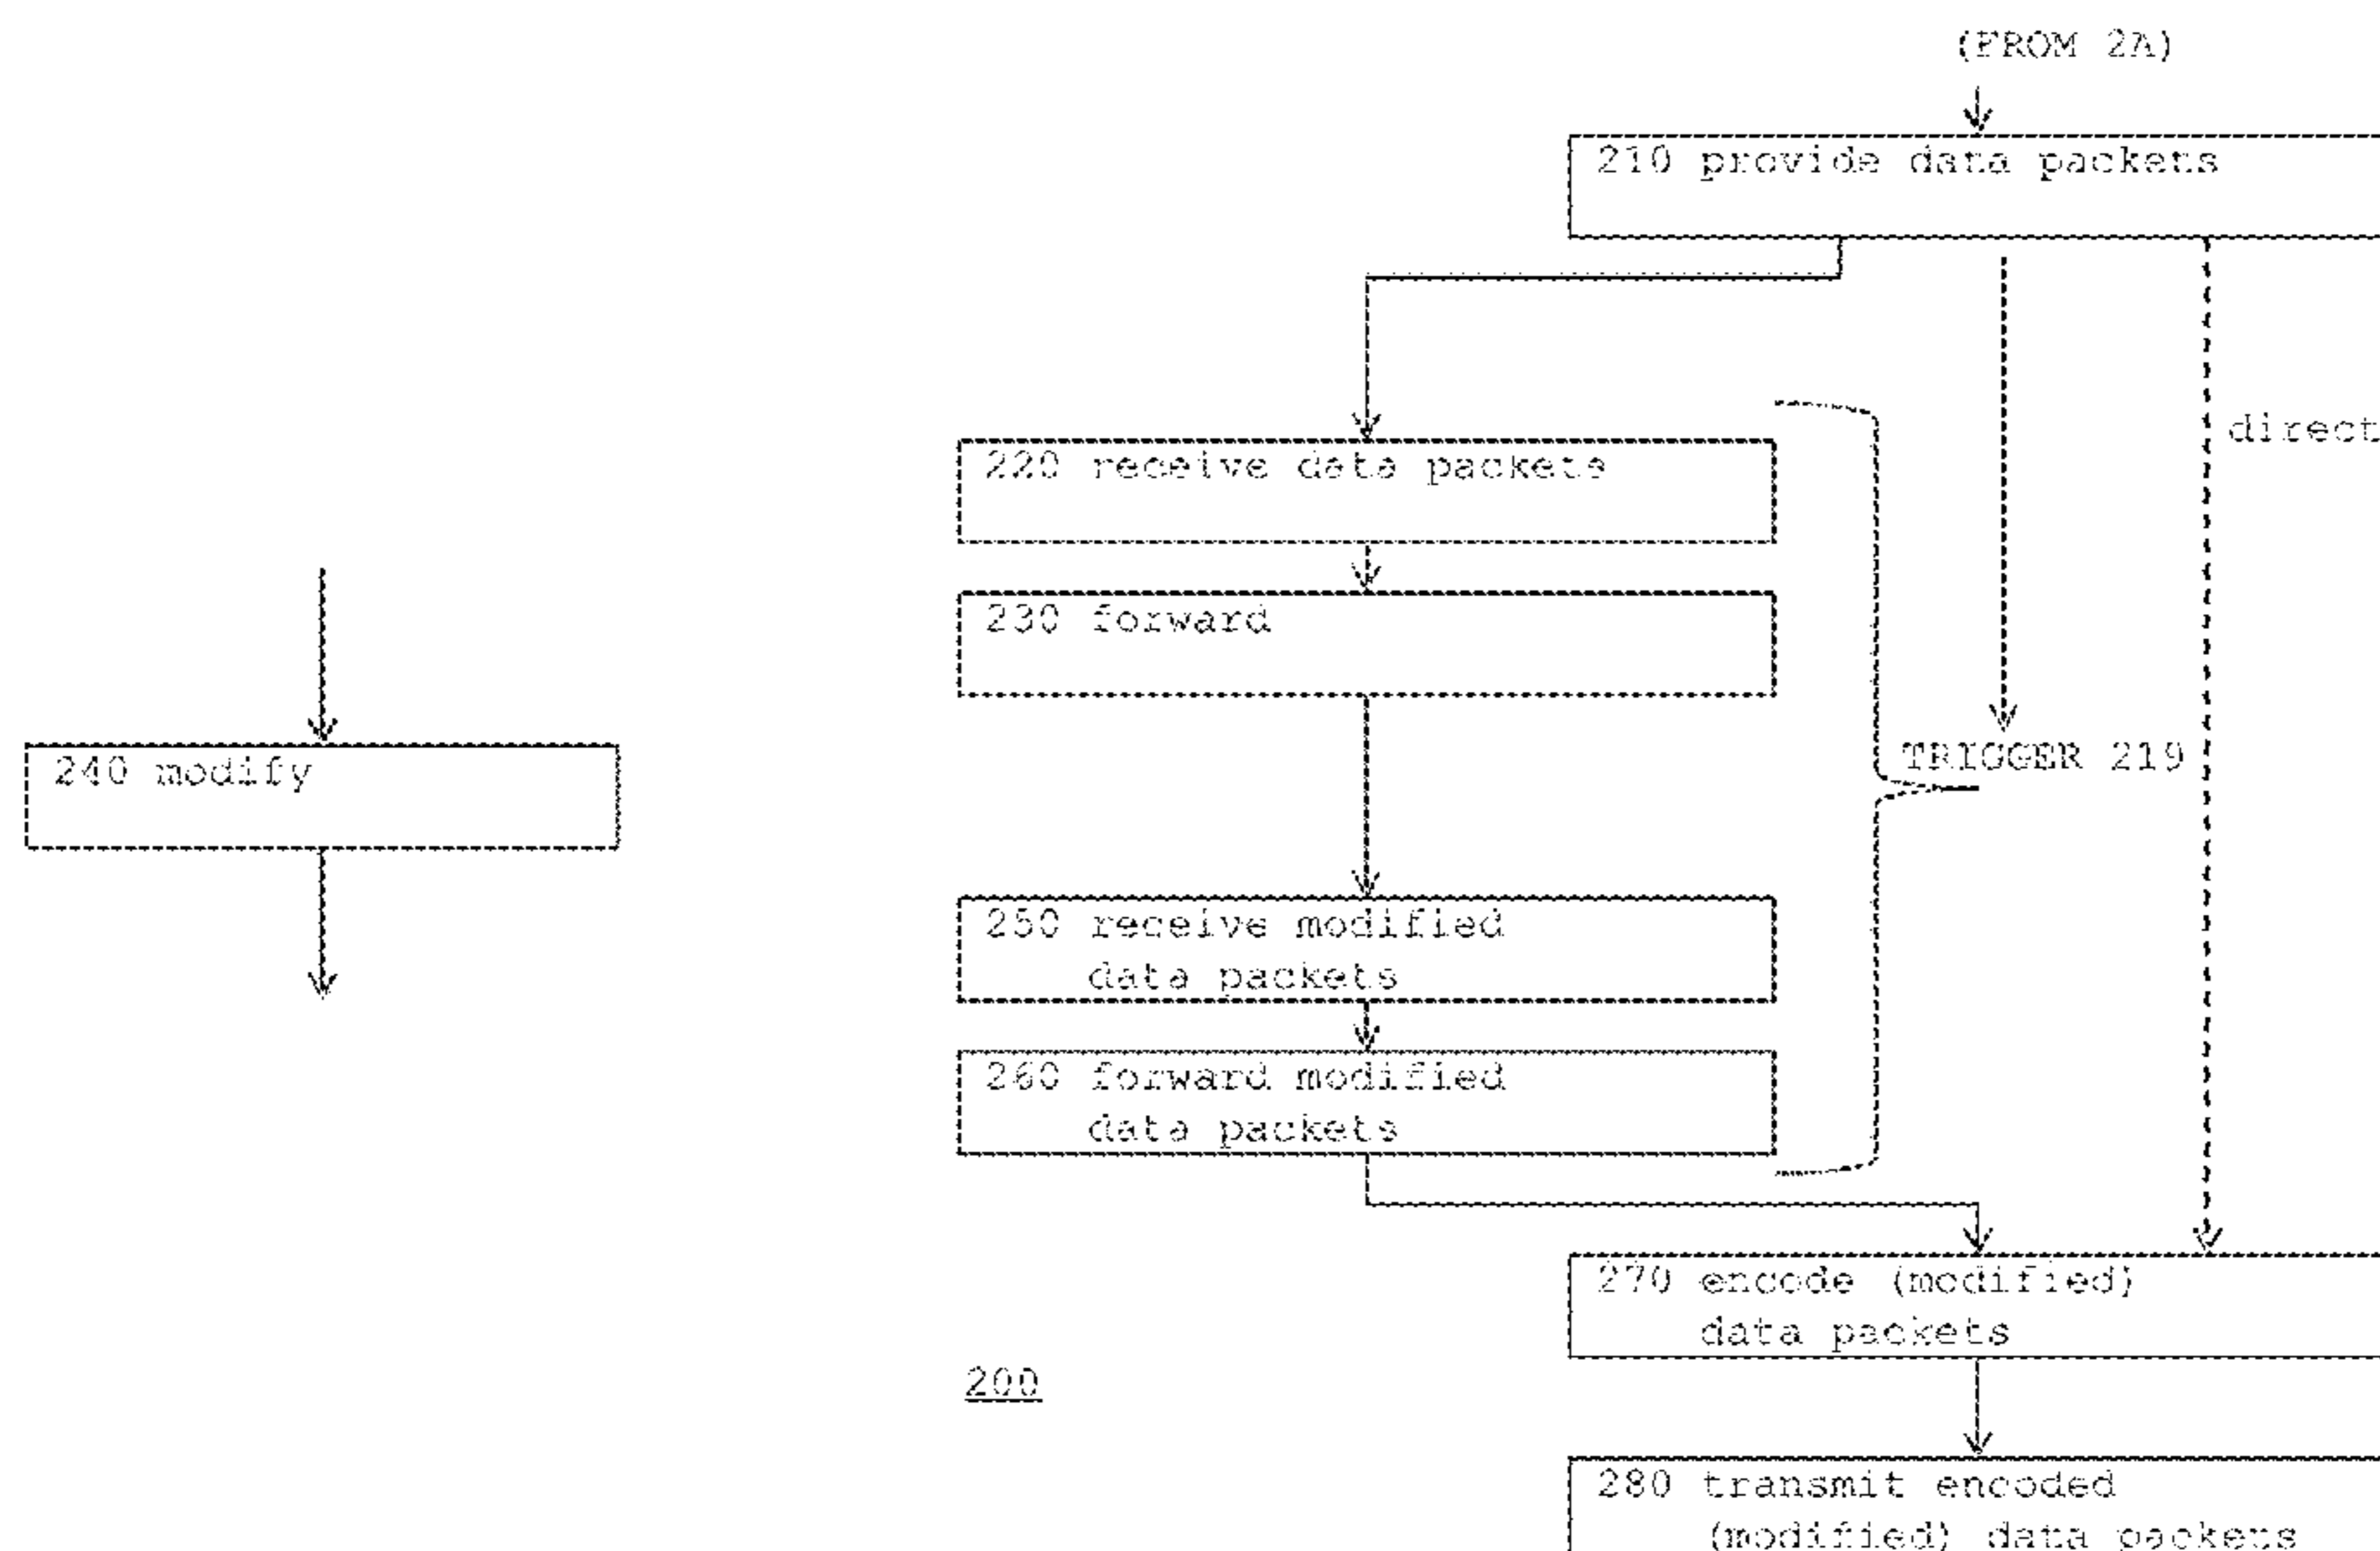 (FROM 2A)
210 provide data packets
direct
220 receive data packets
230 forward
TRIGGER 219
240 modify
250 receive modified
data packets
260 forward modified
data packets
270 encode (modified)
data packets
200
280 transmit encoded
(modified) data packets